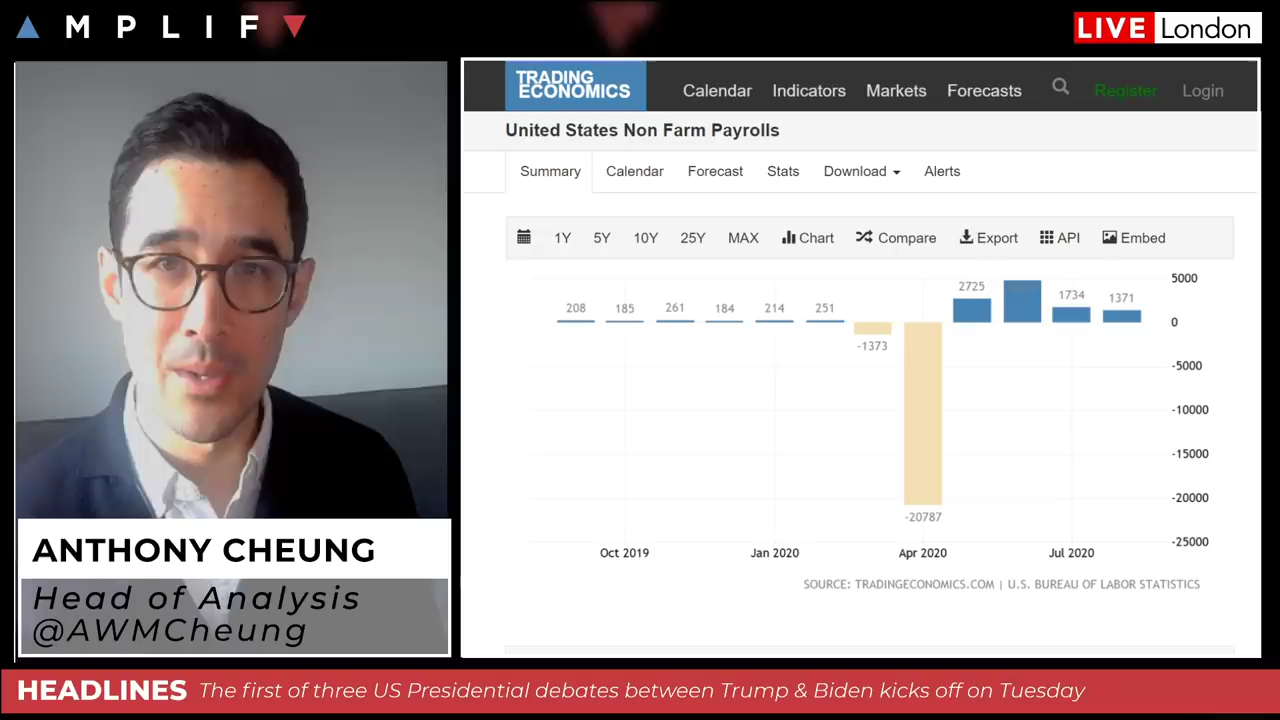 AMPLIFY
LIVE London
TRADING
ECONOMICS
Calendar Indicators Markets Forecasts Register Login
United States Non Farm Payrolls
Summary Calendar Forecast Stats Download Alerts
1Y 5Y 10Y 25Y MAX Chart Compare Export API Embed
208 185 261 184 214 251 -1373 -20787 2725 1734 1371
5000
0
-5000
-10000
-15000
-20000
-25000
Oct 2019 Jan 2020 Apr 2020 Jul 2020
SOURCE: TRADINGECONOMICS.COM | U.S. BUREAU OF LABOR STATISTICS
ANTHONY CHEUNG
Head of Analysis
@AWMCheung
HEADLINES The first of three US Presidential debates between Trump & Biden kicks off on Tuesday